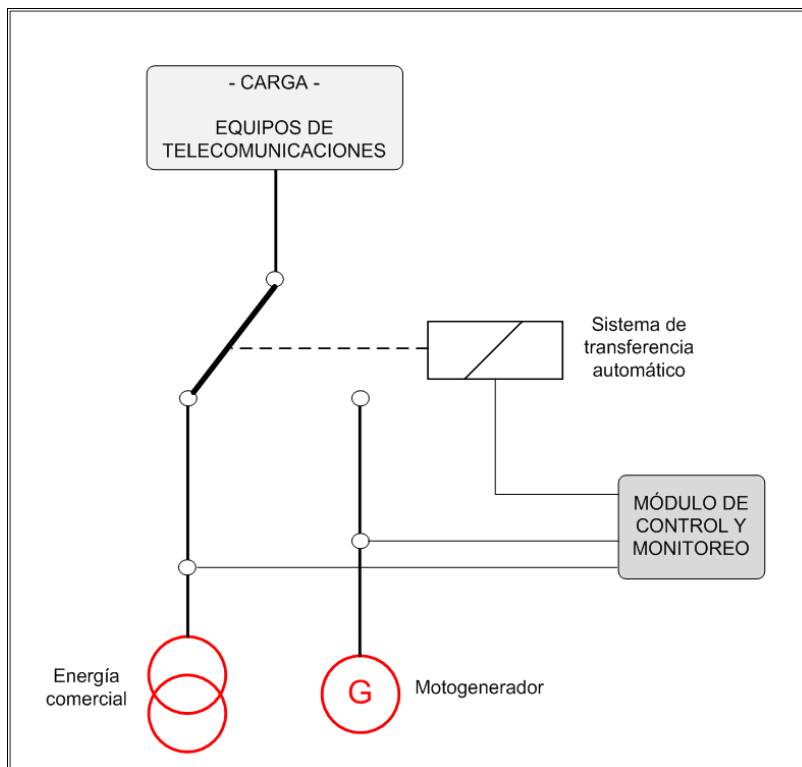 - CARGA -
EQUIPOS DE
TELECOMUNICACIONES
Sistema de
transferencia
automático
MÓDULO DE
CONTROL Y
MONITOREO
Energía
comercial
G
Motogenerador